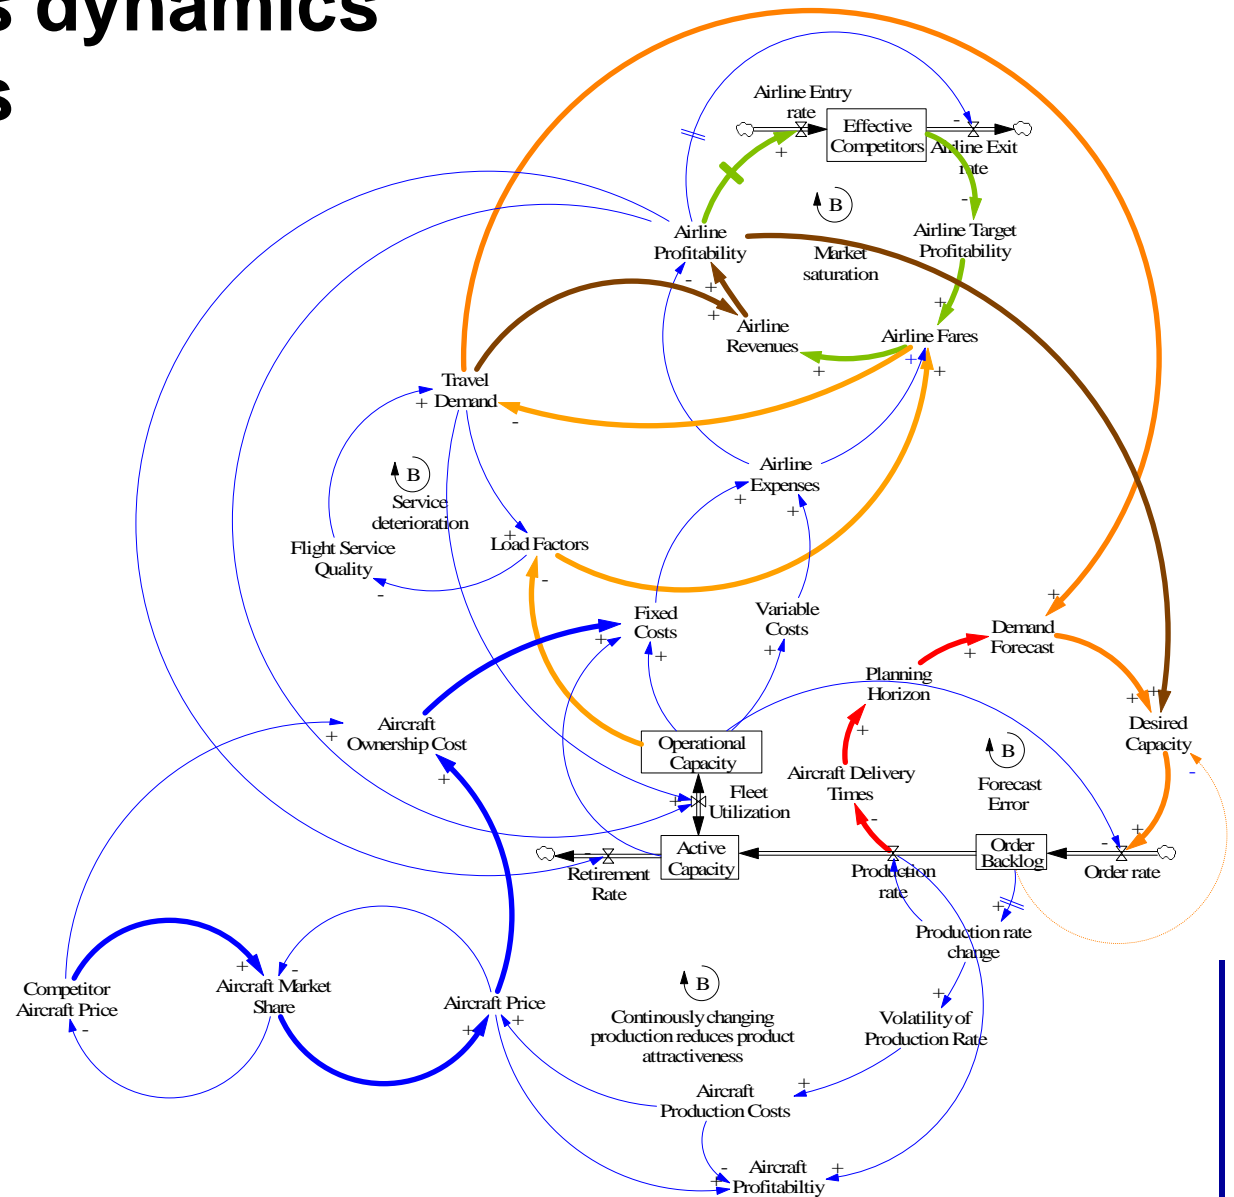 s dynamics
s
Airline Entry
rate
Effective
Competitors
Airline Exit
rate
B
Market
saturation
Airline
Profitability
Airline Target
Profitability
Airline
Revenues
Airline Fares
Travel
Demand
B
Service
deterioration
Airline
Expenses
Flight Service
Quality
Load Factors
Fixed
Costs
Variable
Costs
Demand
Forecast
Planning
Horizon
Aircraft
Ownership Cost
Operational
Capacity
Desired
Capacity
B
Forecast
Error
Aircraft Delivery
Times
Fleet
Utilization
Active
Capacity
Retirement
Rate
Production
rate
Order
Backlog
Order rate
Production rate
change
Competitor
Aircraft Price
Aircraft Market
Share
Aircraft Price
B
Continously changing
production reduces product
attractiveness
Volatility of
Production Rate
Aircraft
Production Costs
Aircraft
Profitabiltiy